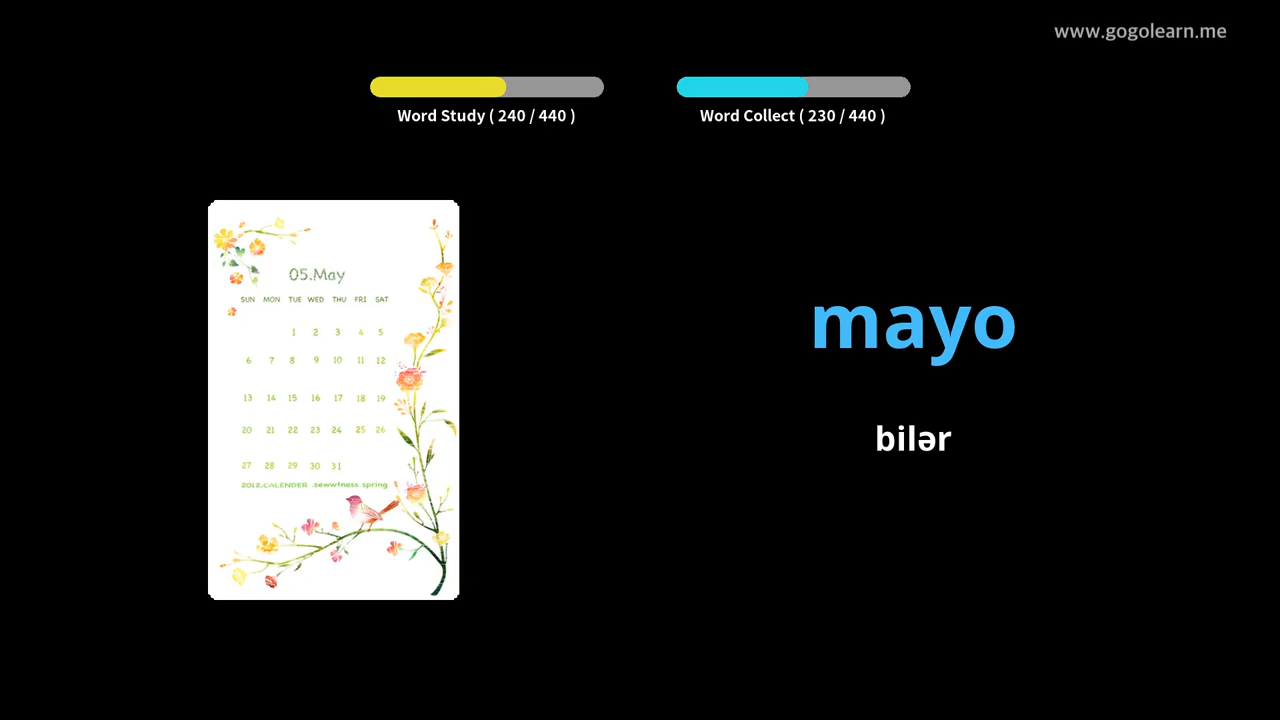 www.gogolearn.me
Word Study ( 240 / 440 )
Word Collect ( 230 / 440 )
05.May
SUN MON TUE WED THU FRI SAT
1 2 3 4 5
6 7 8 9 10 11 12
13 14 15 16 17 18 19
20 21 22 23 24 25 26
27 28 29 30 31
2012.CALENDER .sewwtness spring
mayo
bilər